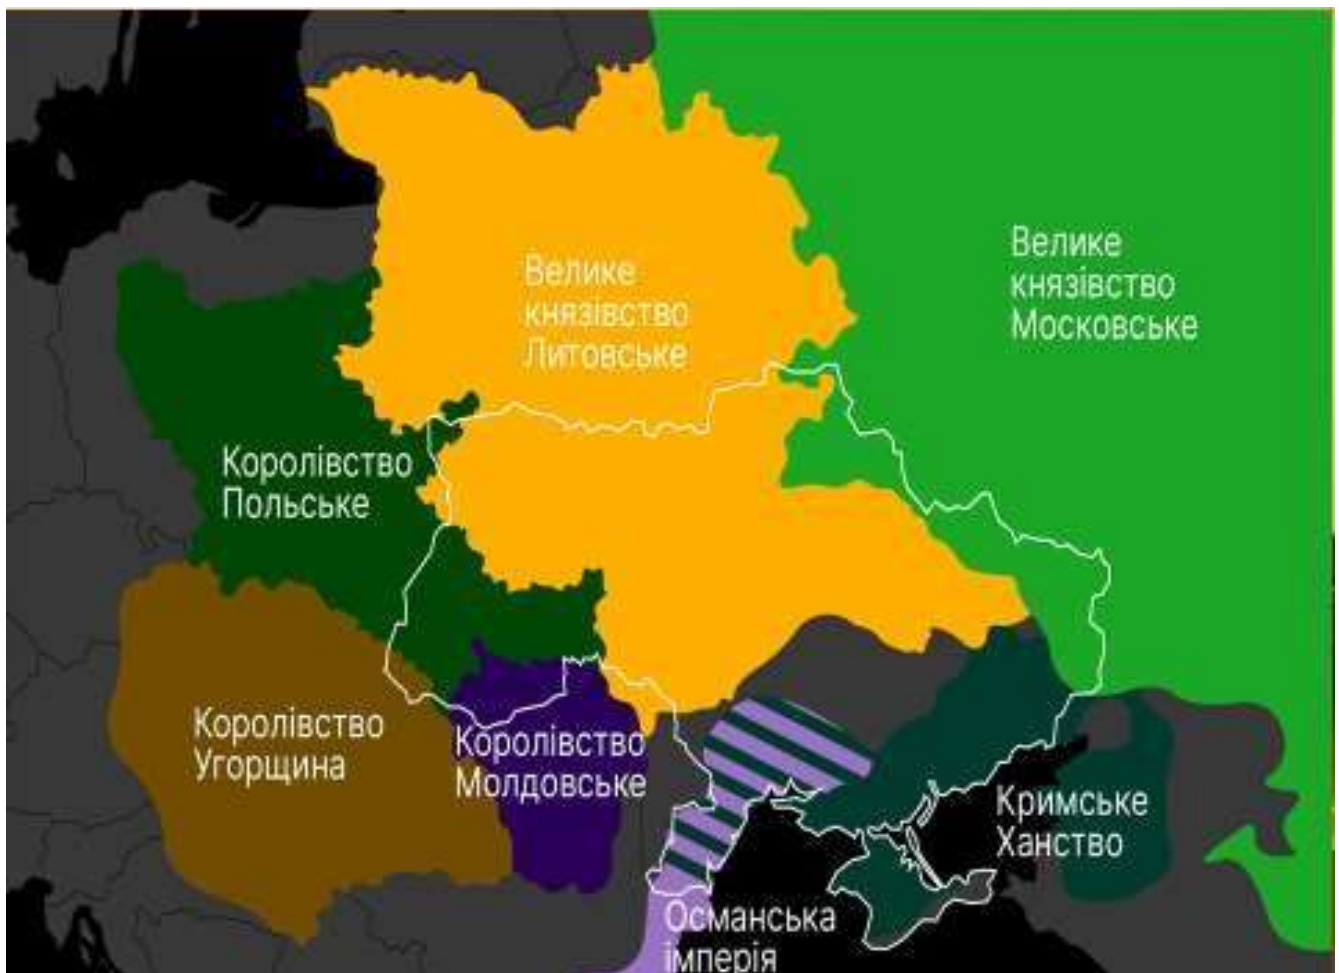 Велике
князівство
Литовське
Велике
князівство
Московське
Королівство
Польське
Королівство
Угорщина
Королівство
Молдовське
Кримське
Ханство
Османська
імперія